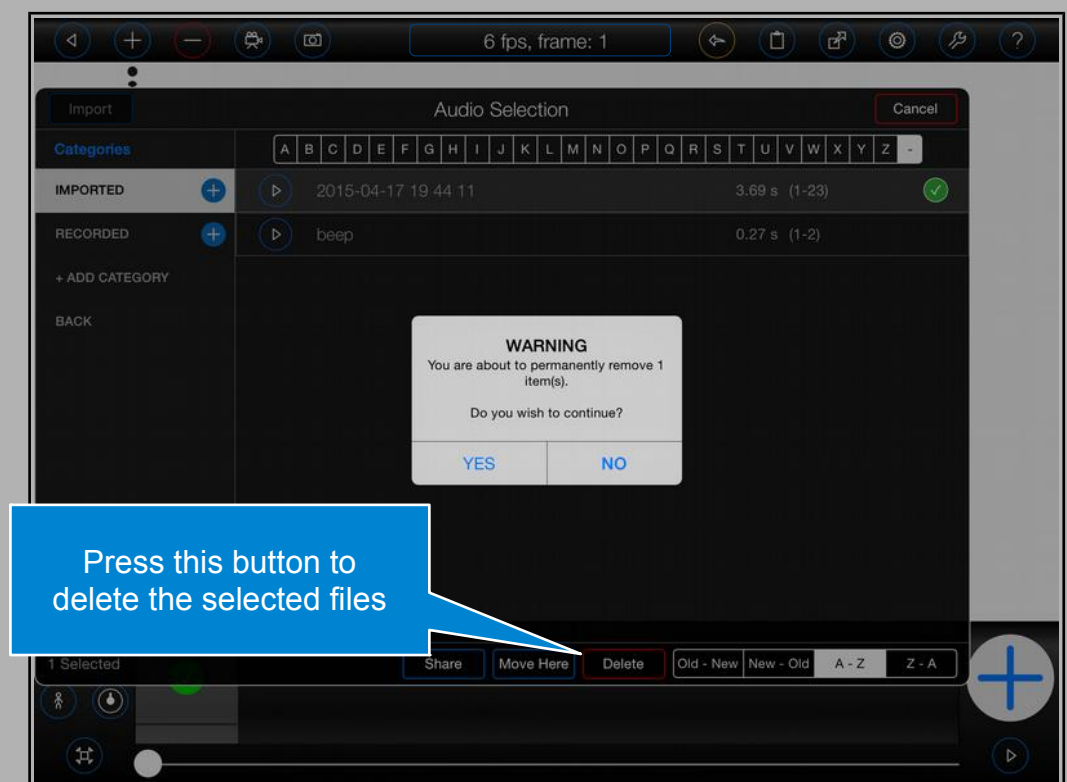 6 fps, frame: 1
?
Import
Audio Selection
Cancel
Categories
A B C D E F G H I J K L M N O P Q R S T U V W X Y Z -
IMPORTED
2015-04-17 19 44 11
3.69 s (1-23)
RECORDED
beep
0.27 s (1-2)
+ ADD CATEGORY
BACK
WARNING
You are about to permanently remove 1
item(s).
Do you wish to continue?
YES
NO
Press this button to
delete the selected files
1 Selected
Share
Move Here
Delete
Old - New
New - Old
A - Z
Z - A